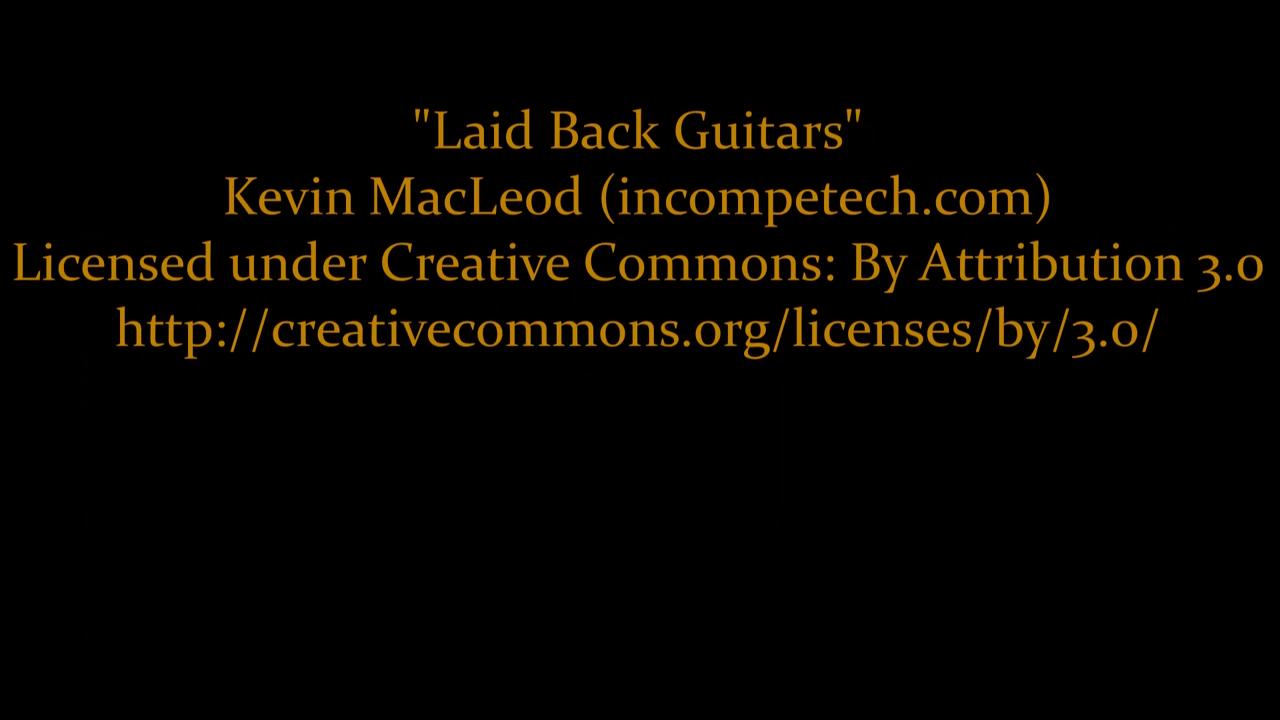 "Laid Back Guitars"
Kevin MacLeod (incompetech.com)
Licensed under Creative Commons: By Attribution 3.0
http://creativecommons.org/licenses/by/3.0/